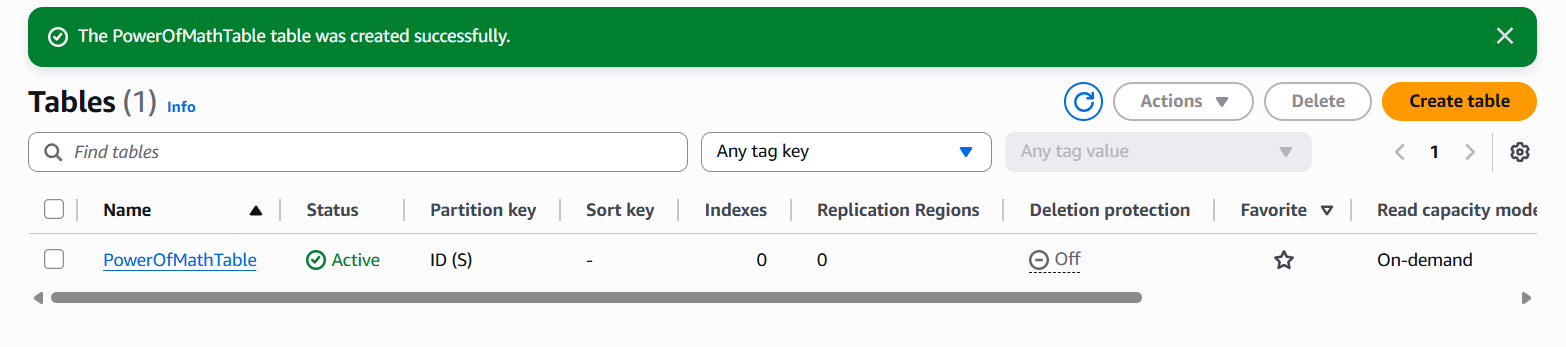 The PowerOfMathTable table was created successfully.
Tables (1) Info
Actions Delete Create table
Find tables Any tag key Any tag value 1
Name Status Partition key Sort key Indexes Replication Regions Deletion protection Favorite Read capacity mode
PowerOfMathTable Active ID (S) - 0 0 Off On-demand